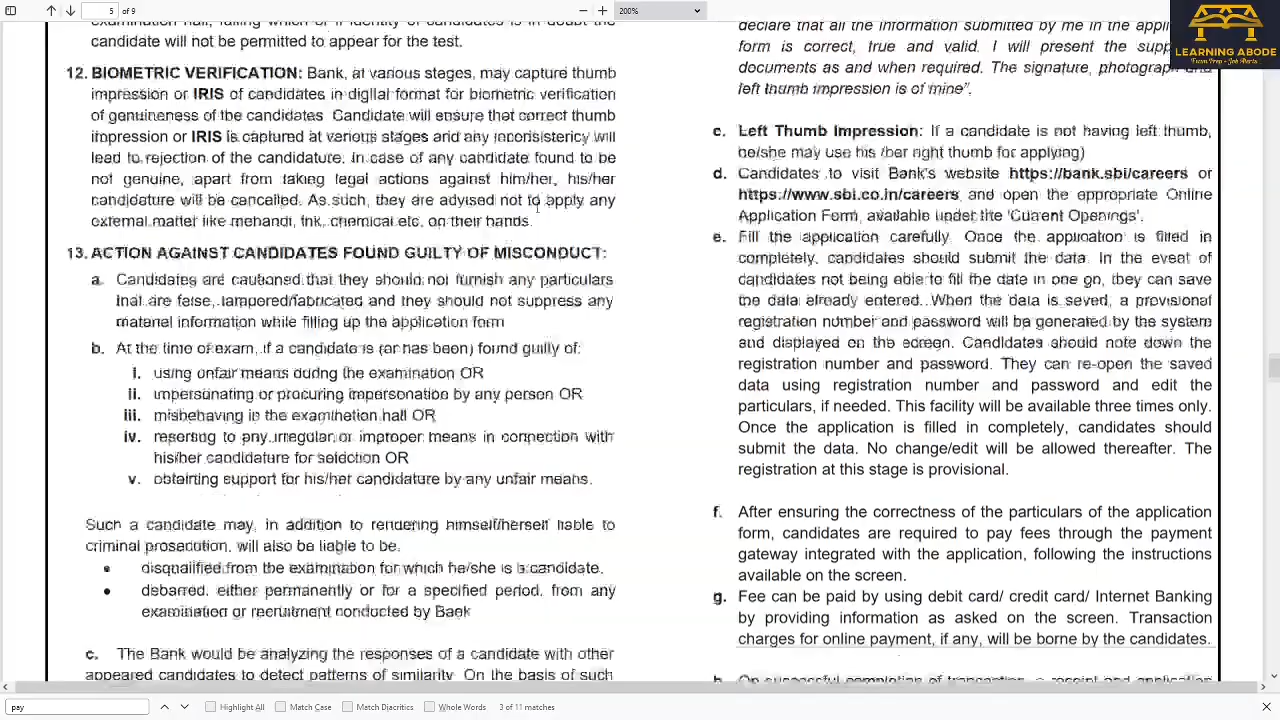 5 of 9
200%
LEARNING ABODE
Exam Prep - Job Alerts
candidate will not be permitted to appear for the test.
12. BIOMETRIC VERIFICATION: Bank, at various stages, may capture thumb
impression or IRIS of candidates in digital format for biometric verification
of genuineness of the candidates. Candidate will ensure that correct thumb
impression or IRIS is captured at various stages and any inconsistency will
lead to rejection of the candidature. In case of any candidate found to be
not genuine, apart from taking legal actions against him/her, his/her
candidature will be cancelled. As such, they are advised not to apply any
external matter like mehandi, ink, chemical etc. on their hands.
13. ACTION AGAINST CANDIDATES FOUND GUILTY OF MISCONDUCT:
a. Candidates are cautioned that they should not furnish any particulars
that are false, tampered/fabricated and they should not suppress any
material information while filling up the application form
b. At the time of exam, if a candidate is (or has been) found guilty of:
i. using unfair means during the examination OR
ii. impersonating or procuring impersonation by any person OR
iii. misbehaving in the examination hall OR
iv. resorting to any irregular or improper means in connection with
his/her candidature for selection OR
v. obtaining support for his/her candidature by any unfair means.
Such a candidate may, in addition to rendering himself/herself liable to
criminal prosecution, will also be liable to be:
• disqualified from the examination for which he/she is a candidate.
• debarred, either permanently or for a specified period, from any
examination or recruitment conducted by Bank
c. The Bank would be analyzing the responses of a candidate with other
appeared candidates to detect patterns of similarity. On the basis of such
declare that all the information submitted by me in the
form is correct, true and valid. I will present the
documents as and when required. The signature, photograph and
left thumb impression is of mine".
c. Left Thumb Impression: If a candidate is not having left thumb,
he/she may use his /her right thumb for applying)
d. Candidates to visit Bank's website https://bank.sbi/careers or
https://www.sbi.co.in/careers and open the appropriate Online
Application Form, available under the 'Current Openings'.
e. Fill the application carefully. Once the application is filled in
completely, candidates should submit the data. In the event of
candidates not being able to fill the data in one go, they can save
the data already entered. When the data is saved, a provisional
registration number and password will be generated by the system
and displayed on the screen. Candidates should note down the
registration number and password. They can re-open the saved
data using registration number and password and edit the
particulars, if needed. This facility will be available three times only.
Once the application is filled in completely, candidates should
submit the data. No change/edit will be allowed thereafter. The
registration at this stage is provisional.
f. After ensuring the correctness of the particulars of the application
form, candidates are required to pay fees through the payment
gateway integrated with the application, following the instructions
available on the screen.
g. Fee can be paid by using debit card/ credit card/ Internet Banking
by providing information as asked on the screen. Transaction
charges for online payment, if any, will be borne by the candidates.
h. On successful completion of transaction, e-receipt and application
pay
Highlight All Match Case Match Diacritics Whole Words 3 of 11 matches